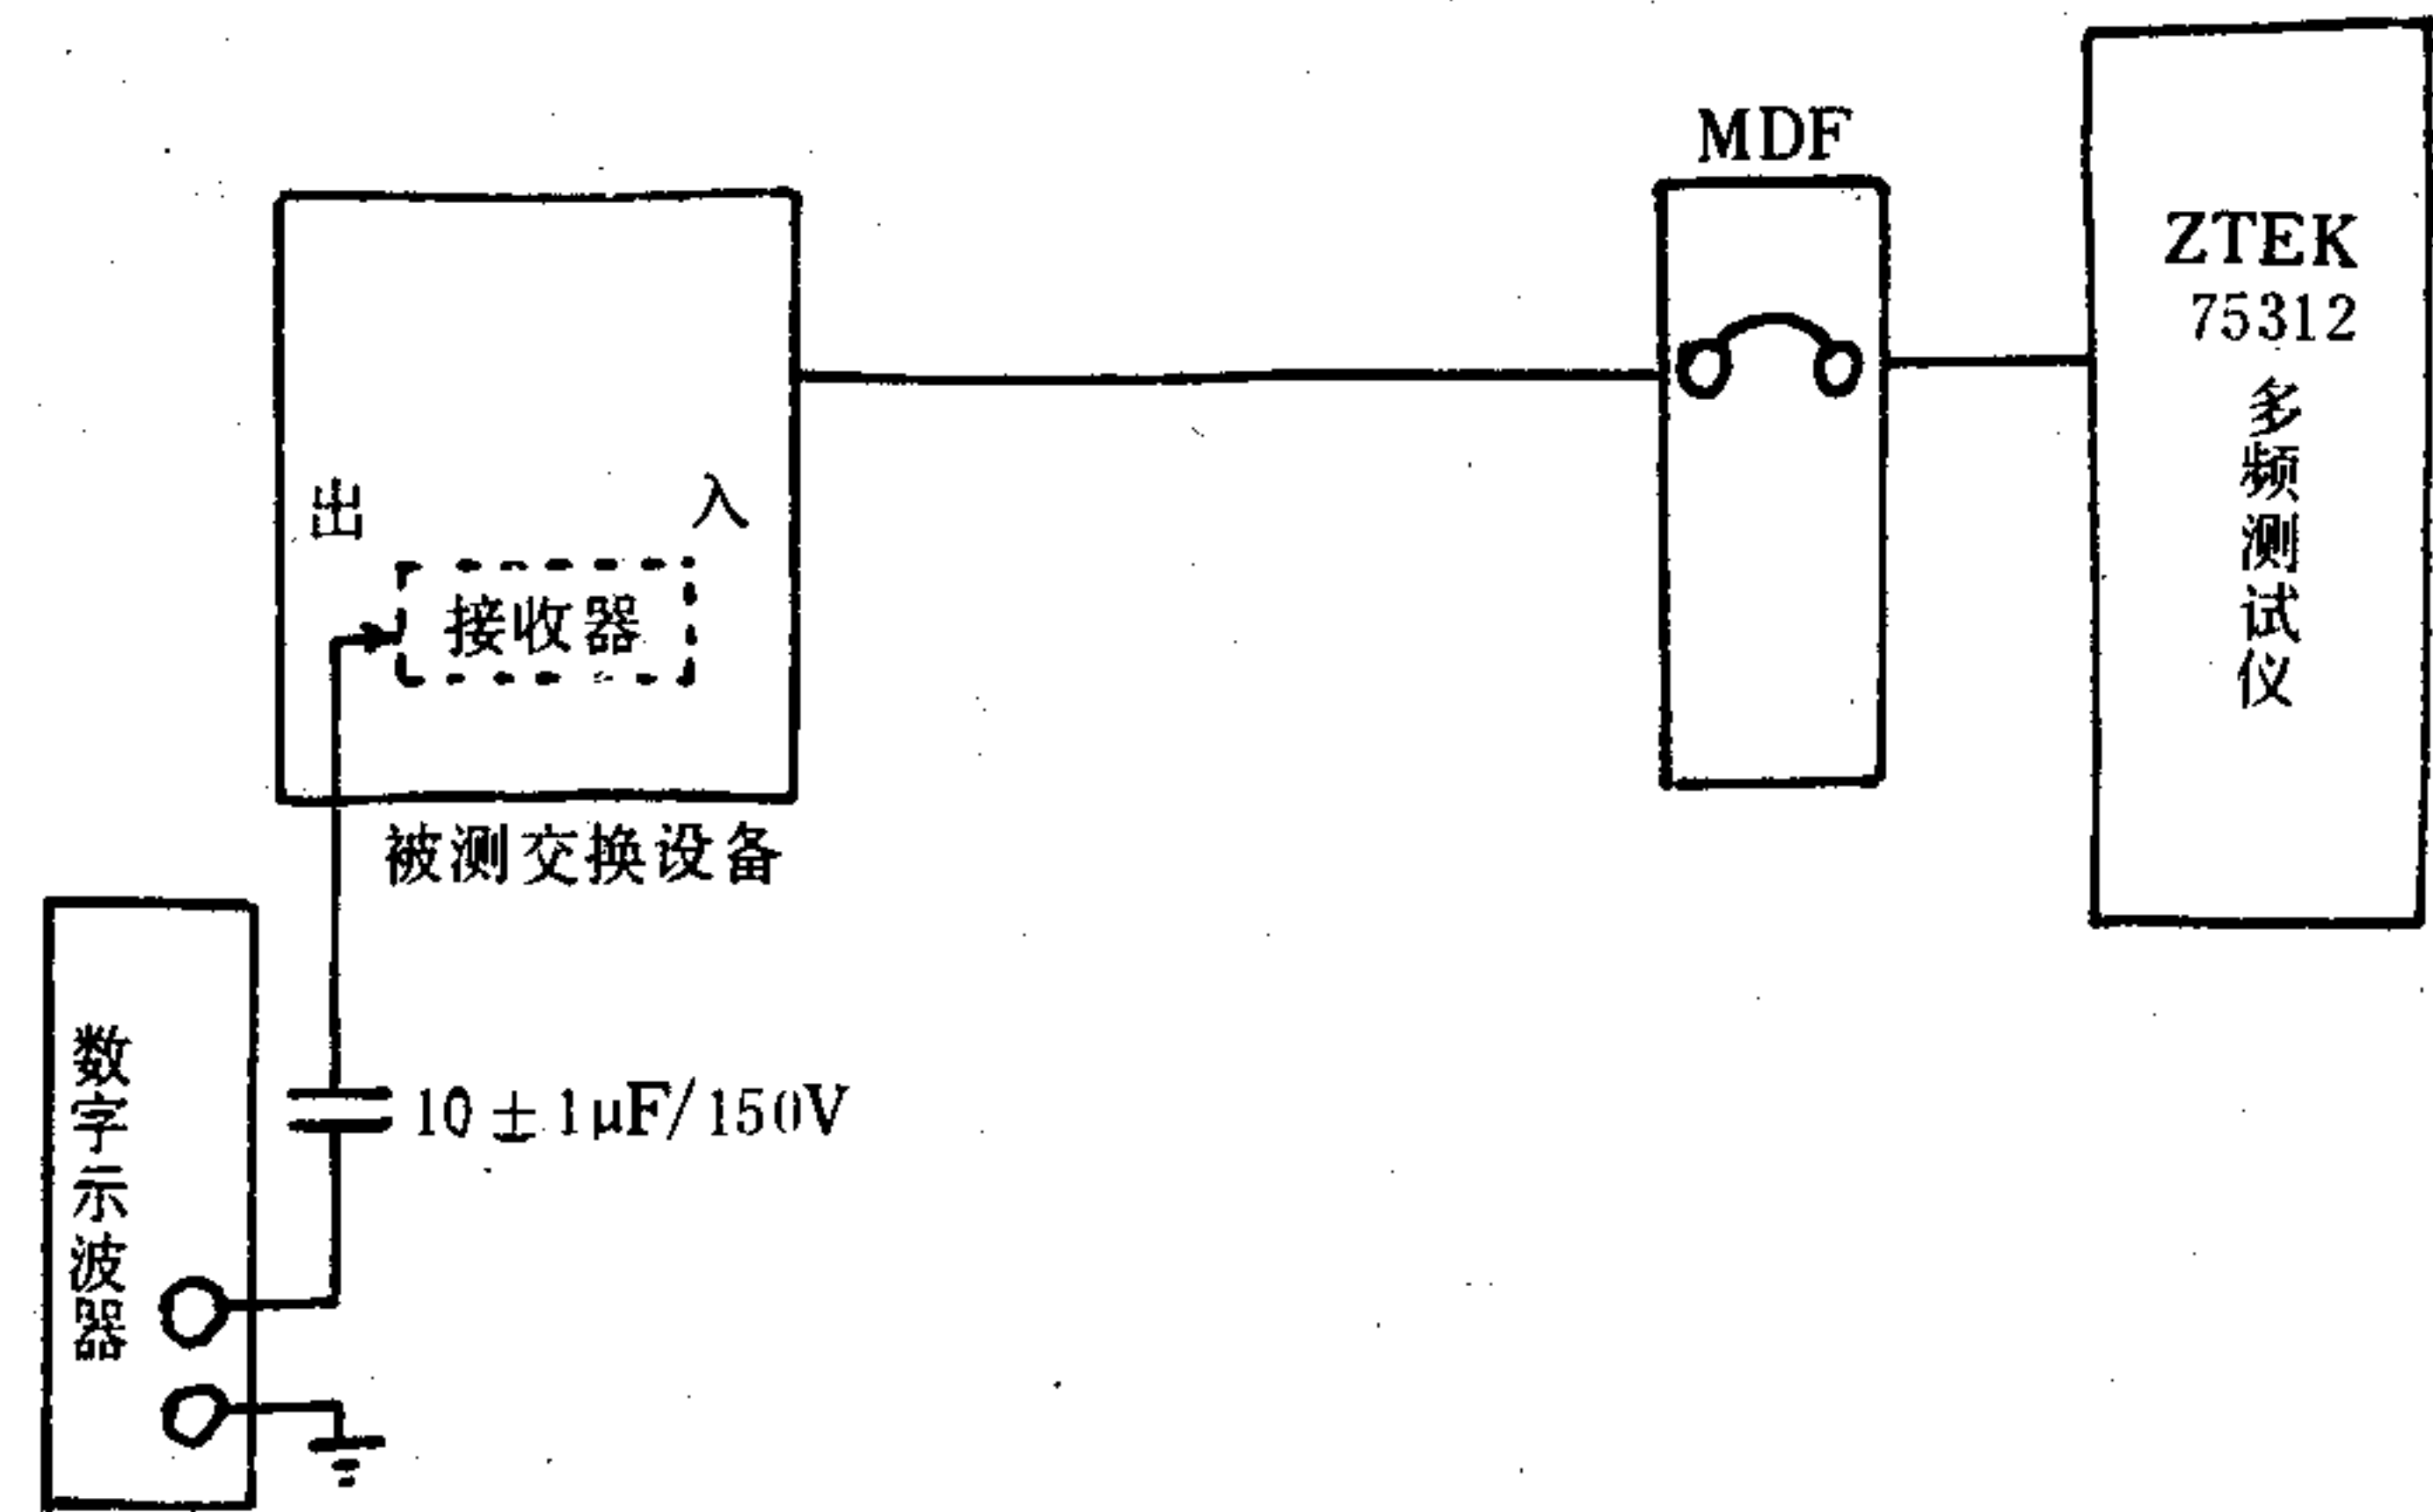 MDF
ZTEK
75312
多频测试仪
出
入
接收器
被测交换设备
数字示波器
10±1μF/150V